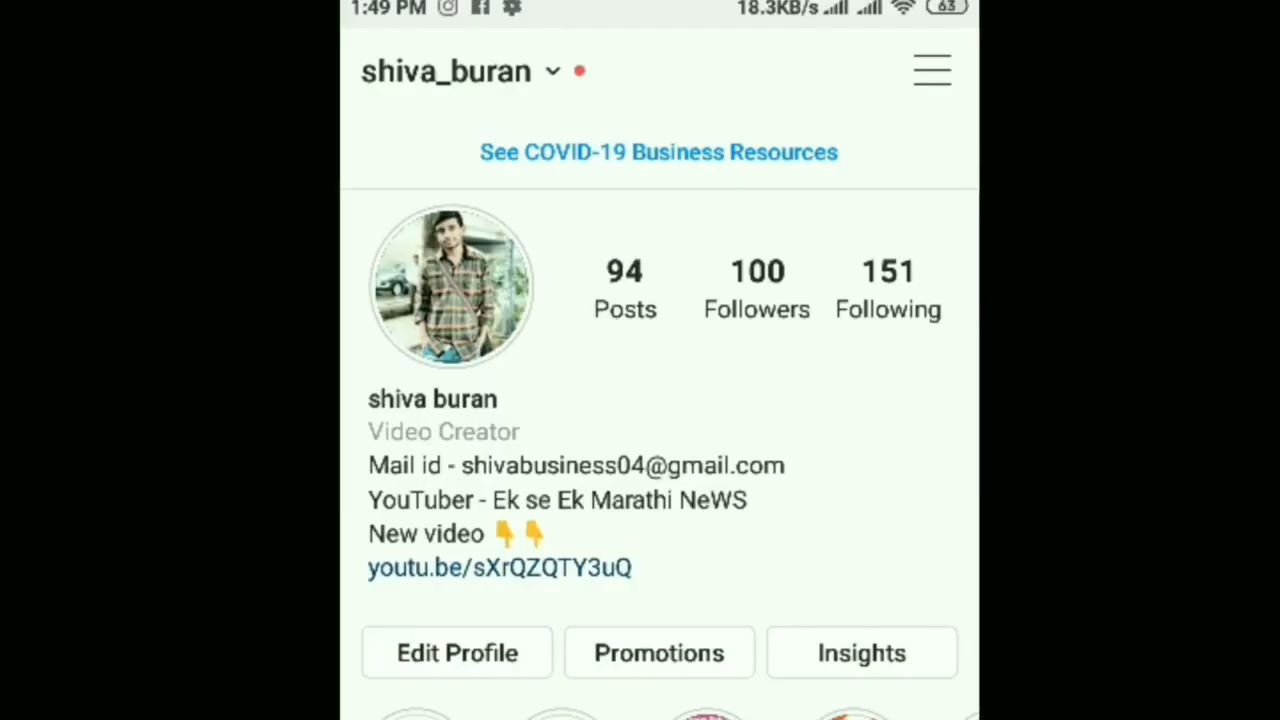 1:49 PM 18.3KB/s 63
shiva_buran
See COVID-19 Business Resources
94 100 151
Posts Followers Following
shiva buran
Video Creator
Mail id - shivabusiness04@gmail.com
YouTuber - Ek se Ek Marathi NeWS
New video 👇👇
youtu.be/sXrQZQTY3uQ
Edit Profile Promotions Insights